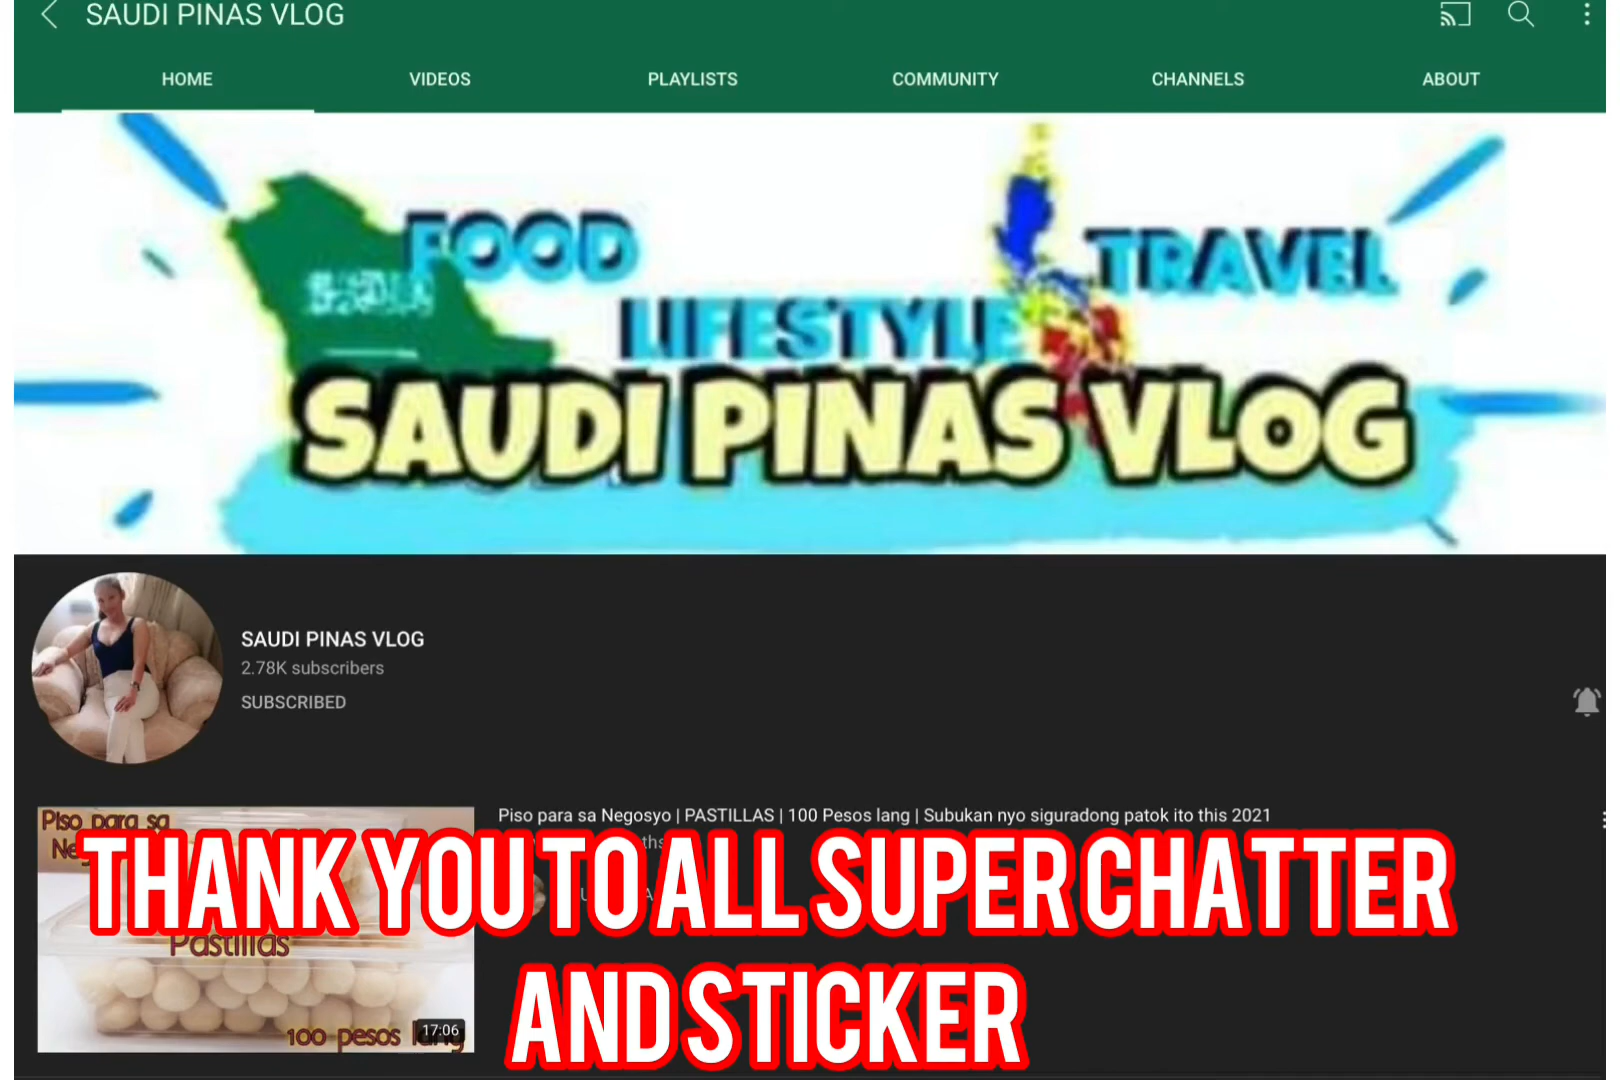 SAUDI PINAS VLOG
HOME VIDEOS PLAYLISTS COMMUNITY CHANNELS ABOUT
FOOD
TRAVEL
LIFESTYLE
SAUDI PINAS VLOG
SAUDI PINAS VLOG
2.78K subscribers
SUBSCRIBED
Piso para sa Negosyo | PASTILLAS | 100 Pesos lang | Subukan nyo siguradong patok ito this 2021
Piso para sa
THANK YOU TO ALL SUPER CHATTER
AND STICKER
Pastillas
100 pesos lang
17:06